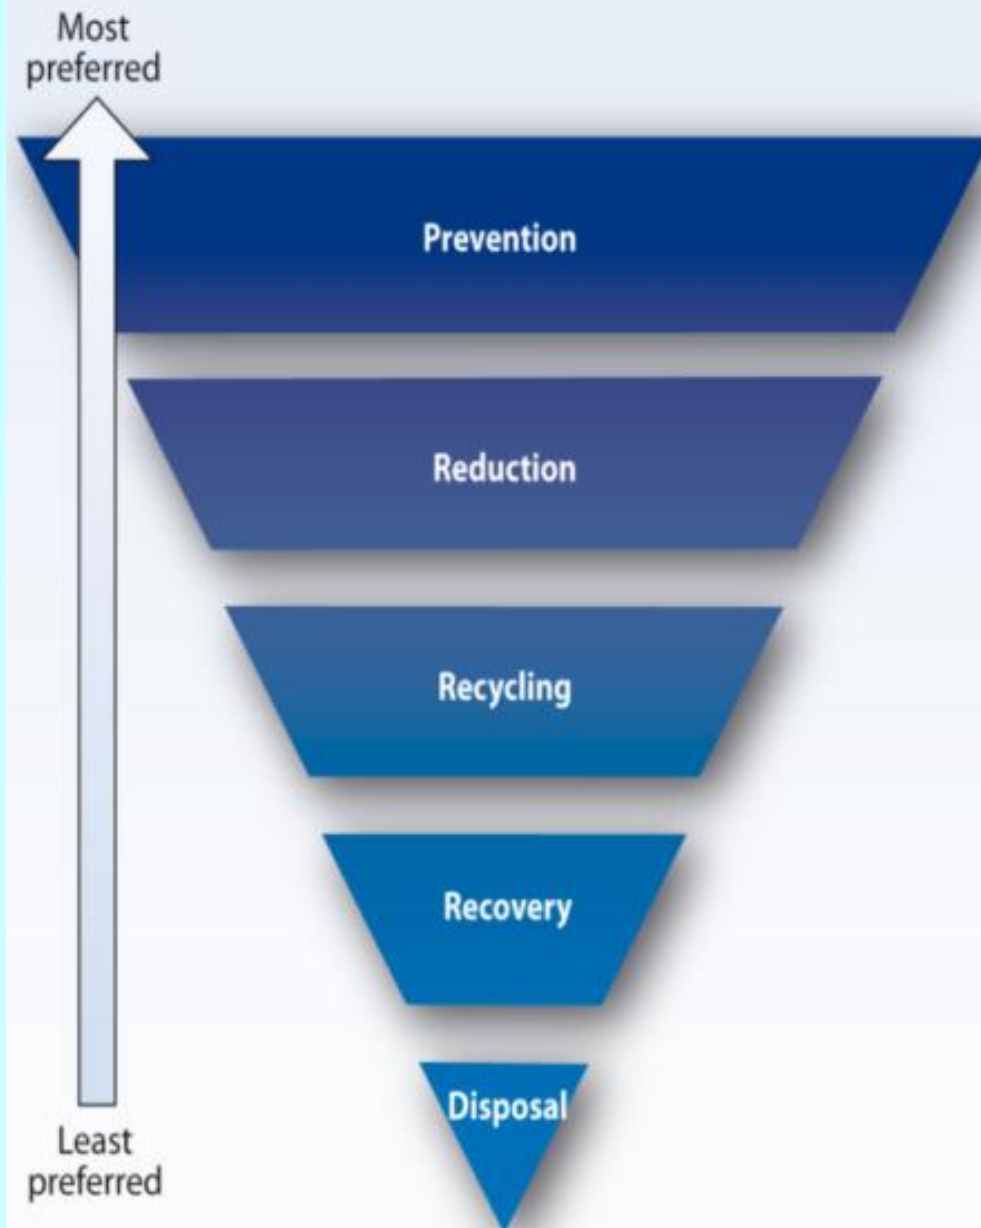 Most
preferred
Prevention
Reduction
Recycling
Recovery
Disposal
Least
preferred